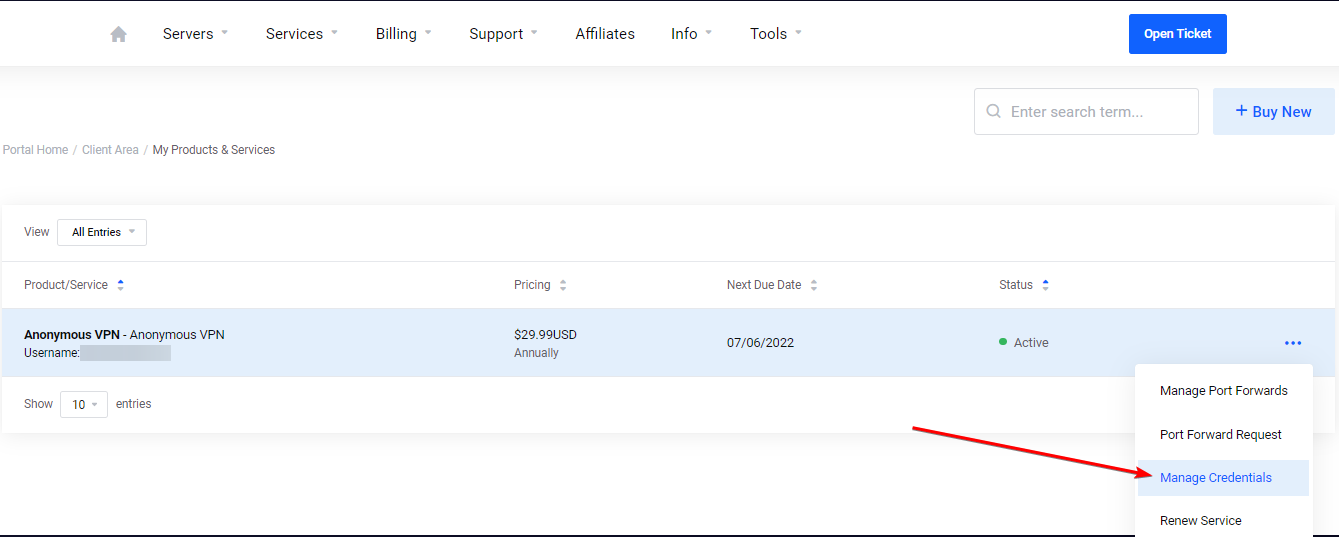 Servers Services Billing Support Affiliates Info Tools Open Ticket
Enter search term... + Buy New
Portal Home / Client Area / My Products & Services
View All Entries
Product/Service Pricing Next Due Date Status
Anonymous VPN - Anonymous VPN $29.99USD
Username: Annually
07/06/2022 Active
Show 10 entries
Manage Port Forwards
Port Forward Request
Manage Credentials
Renew Service